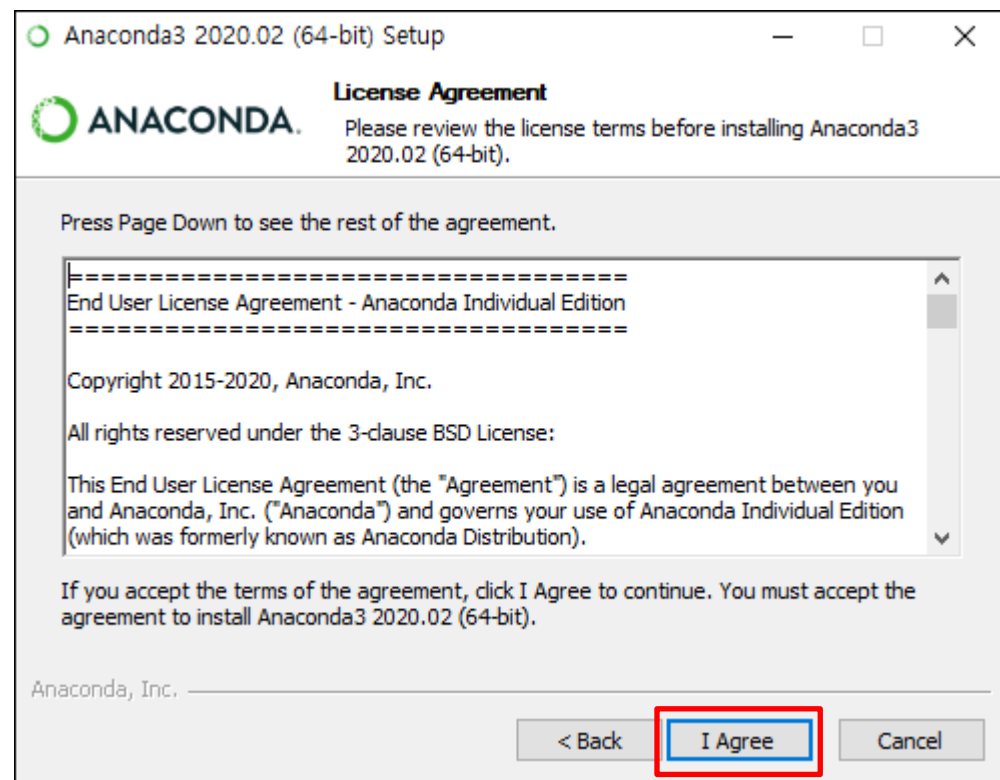 Anaconda3 2020.02 (64-bit) Setup
ANACONDA.
License Agreement
Please review the license terms before installing Anaconda3
2020.02 (64-bit).
Press Page Down to see the rest of the agreement.
===================================
End User License Agreement - Anaconda Individual Edition
===================================
Copyright 2015-2020, Anaconda, Inc.
All rights reserved under the 3-clause BSD License:
This End User License Agreement (the "Agreement") is a legal agreement between you
and Anaconda, Inc. ("Anaconda") and governs your use of Anaconda Individual Edition
(which was formerly known as Anaconda Distribution).
If you accept the terms of the agreement, click I Agree to continue. You must accept the
agreement to install Anaconda3 2020.02 (64-bit).
Anaconda, Inc.
< Back
I Agree
Cancel